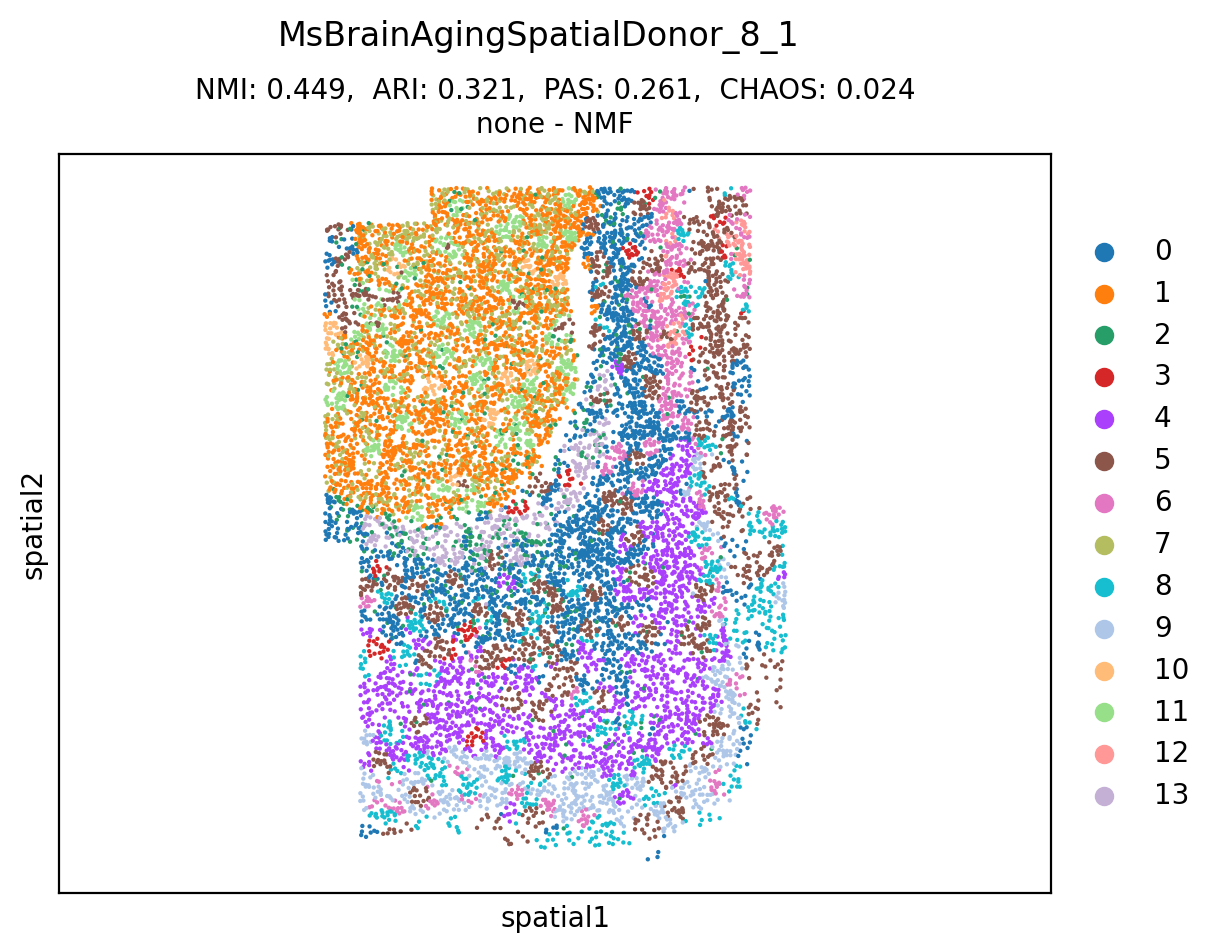 MsBrainAgingSpatialDonor_8_1
NMI: 0.449,  ARI: 0.321,  PAS: 0.261,  CHAOS: 0.024
none - NMF
spatial2
spatial1
0
1
2
3
4
5
6
7
8
9
10
11
12
13